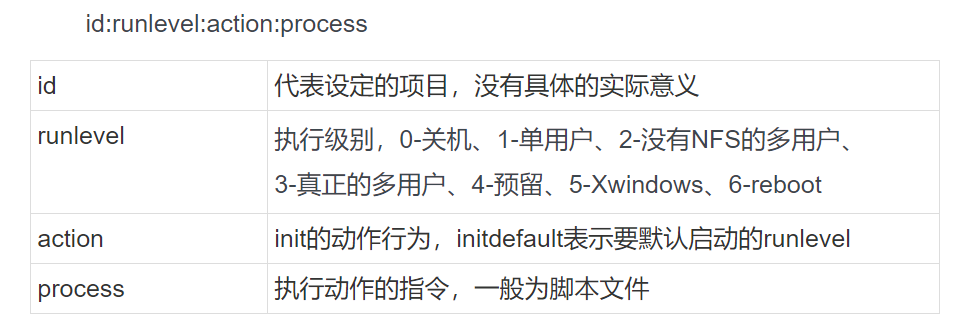 id:runlevel:action:process
id
代表设定的项目，没有具体的实际意义
runlevel
执行级别，0-关机、1-单用户、2-没有NFS的多用户、
3-真正的多用户、4-预留、5-Xwindows、6-reboot
action
init的动作行为，initdefault表示要默认启动的runlevel
process
执行动作的指令，一般为脚本文件